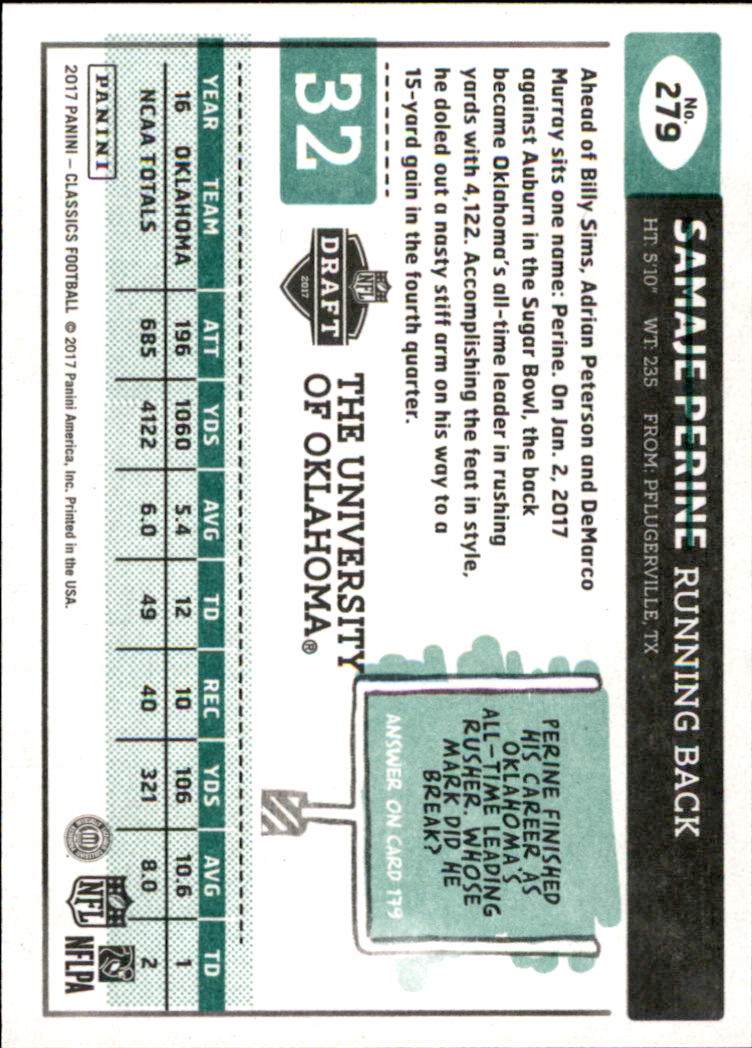 No.
279
SAMAJE PERINE RUNNING BACK
HT: 5'10" WT: 235 FROM: PFLUGERVILLE, TX
Ahead of Billy Sims, Adrian Peterson and DeMarco
Murray sits one name: Perine. On Jan. 2, 2017
against Auburn in the Sugar Bowl, the back
became Oklahoma's all-time leader in rushing
yards with 4,122. Accomplishing the feat in style,
he doled out a nasty stiff arm on his way to a
15-yard gain in the fourth quarter.
PERINE FINISHED
HIS CAREER AS
OKLAHOMA'S
ALL-TIME LEADING
RUSHER. WHOSE
MARK DID HE
BREAK?
ANSWER ON CARD 179
32
NFL
DRAFT
2017
THE UNIVERSITY
OF OKLAHOMA®
YEAR TEAM ATT YDS AVG TD REC YDS AVG TD
16 OKLAHOMA 196 1060 5.4 12 10 106 10.6 1
NCAA TOTALS 685 4122 6.0 49 40 321 8.0 2
PANINI
2017 PANINI – CLASSICS FOOTBALL © 2017 Panini America, Inc. Printed in the USA.
NFL
NFLPA